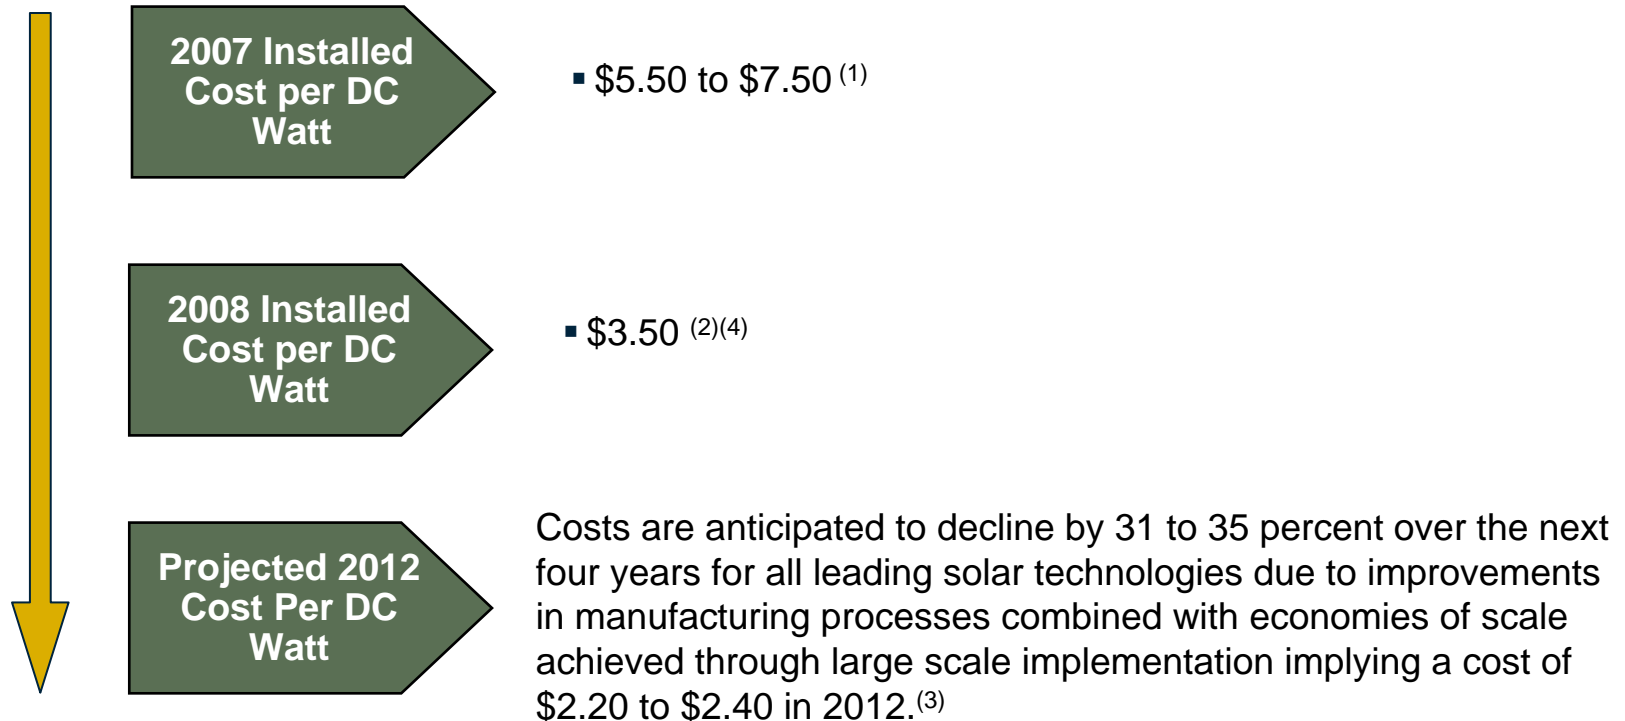 2007 Installed
Cost per DC
Watt
▪ $5.50 to $7.50 (1)
2008 Installed
Cost per DC
Watt
▪ $3.50 (2)(4)
Projected 2012
Cost Per DC
Watt
Costs are anticipated to decline by 31 to 35 percent over the next
four years for all leading solar technologies due to improvements
in manufacturing processes combined with economies of scale
achieved through large scale implementation implying a cost of
$2.20 to $2.40 in 2012.(3)